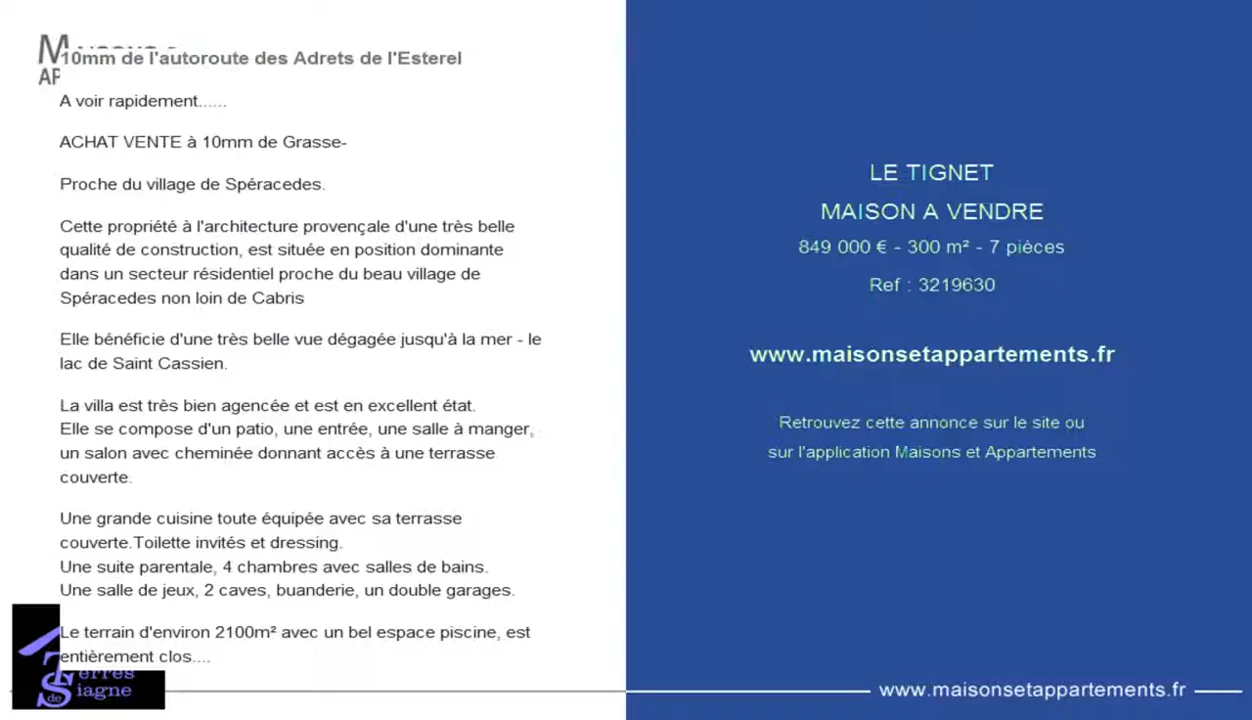 10mm de l'autoroute des Adrets de l'Esterel
A voir rapidement......
ACHAT VENTE à 10mm de Grasse-
Proche du village de Spéracedes.
Cette propriété à l'architecture provençale d'une très belle
qualité de construction, est située en position dominante
dans un secteur résidentiel proche du beau village de
Spéracedes non loin de Cabris
Elle bénéficie d'une très belle vue dégagée jusqu'à la mer - le
lac de Saint Cassien.
La villa est très bien agencée et est en excellent état.
Elle se compose d'un patio, une entrée, une salle à manger,
un salon avec cheminée donnant accès à une terrasse
couverte.
Une grande cuisine toute équipée avec sa terrasse
couverte.Toilette invités et dressing.
Une suite parentale, 4 chambres avec salles de bains.
Une salle de jeux, 2 caves, buanderie, un double garages.
Le terrain d'environ 2100m² avec un bel espace piscine, est
entièrement clos....
Terres
de Siagne
LE TIGNET
MAISON A VENDRE
849 000 € - 300 m² - 7 pièces
Ref : 3219630
www.maisonsetappartements.fr
Retrouvez cette annonce sur le site ou
sur l'application Maisons et Appartements
www.maisonsetappartements.fr